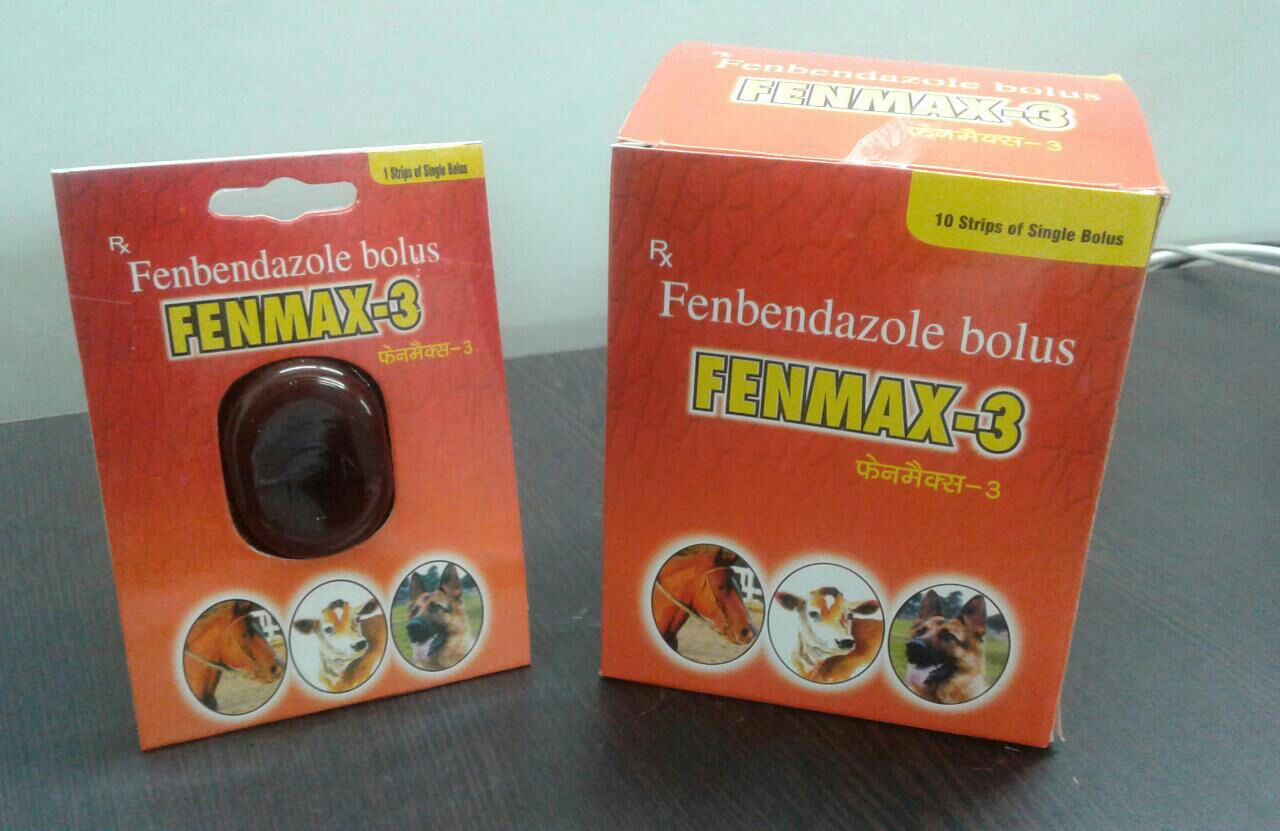 1 Strips of Single Bolus
Rx
Fenbendazole bolus
FENMAX-3
फेनमैक्स-3
Rx
Fenbendazole bolus
FENMAX-3
फेनमैक्स-3
10 Strips of Single Bolus
Rx
Fenbendazole bolus
FENMAX-3
फेनमैक्स-3